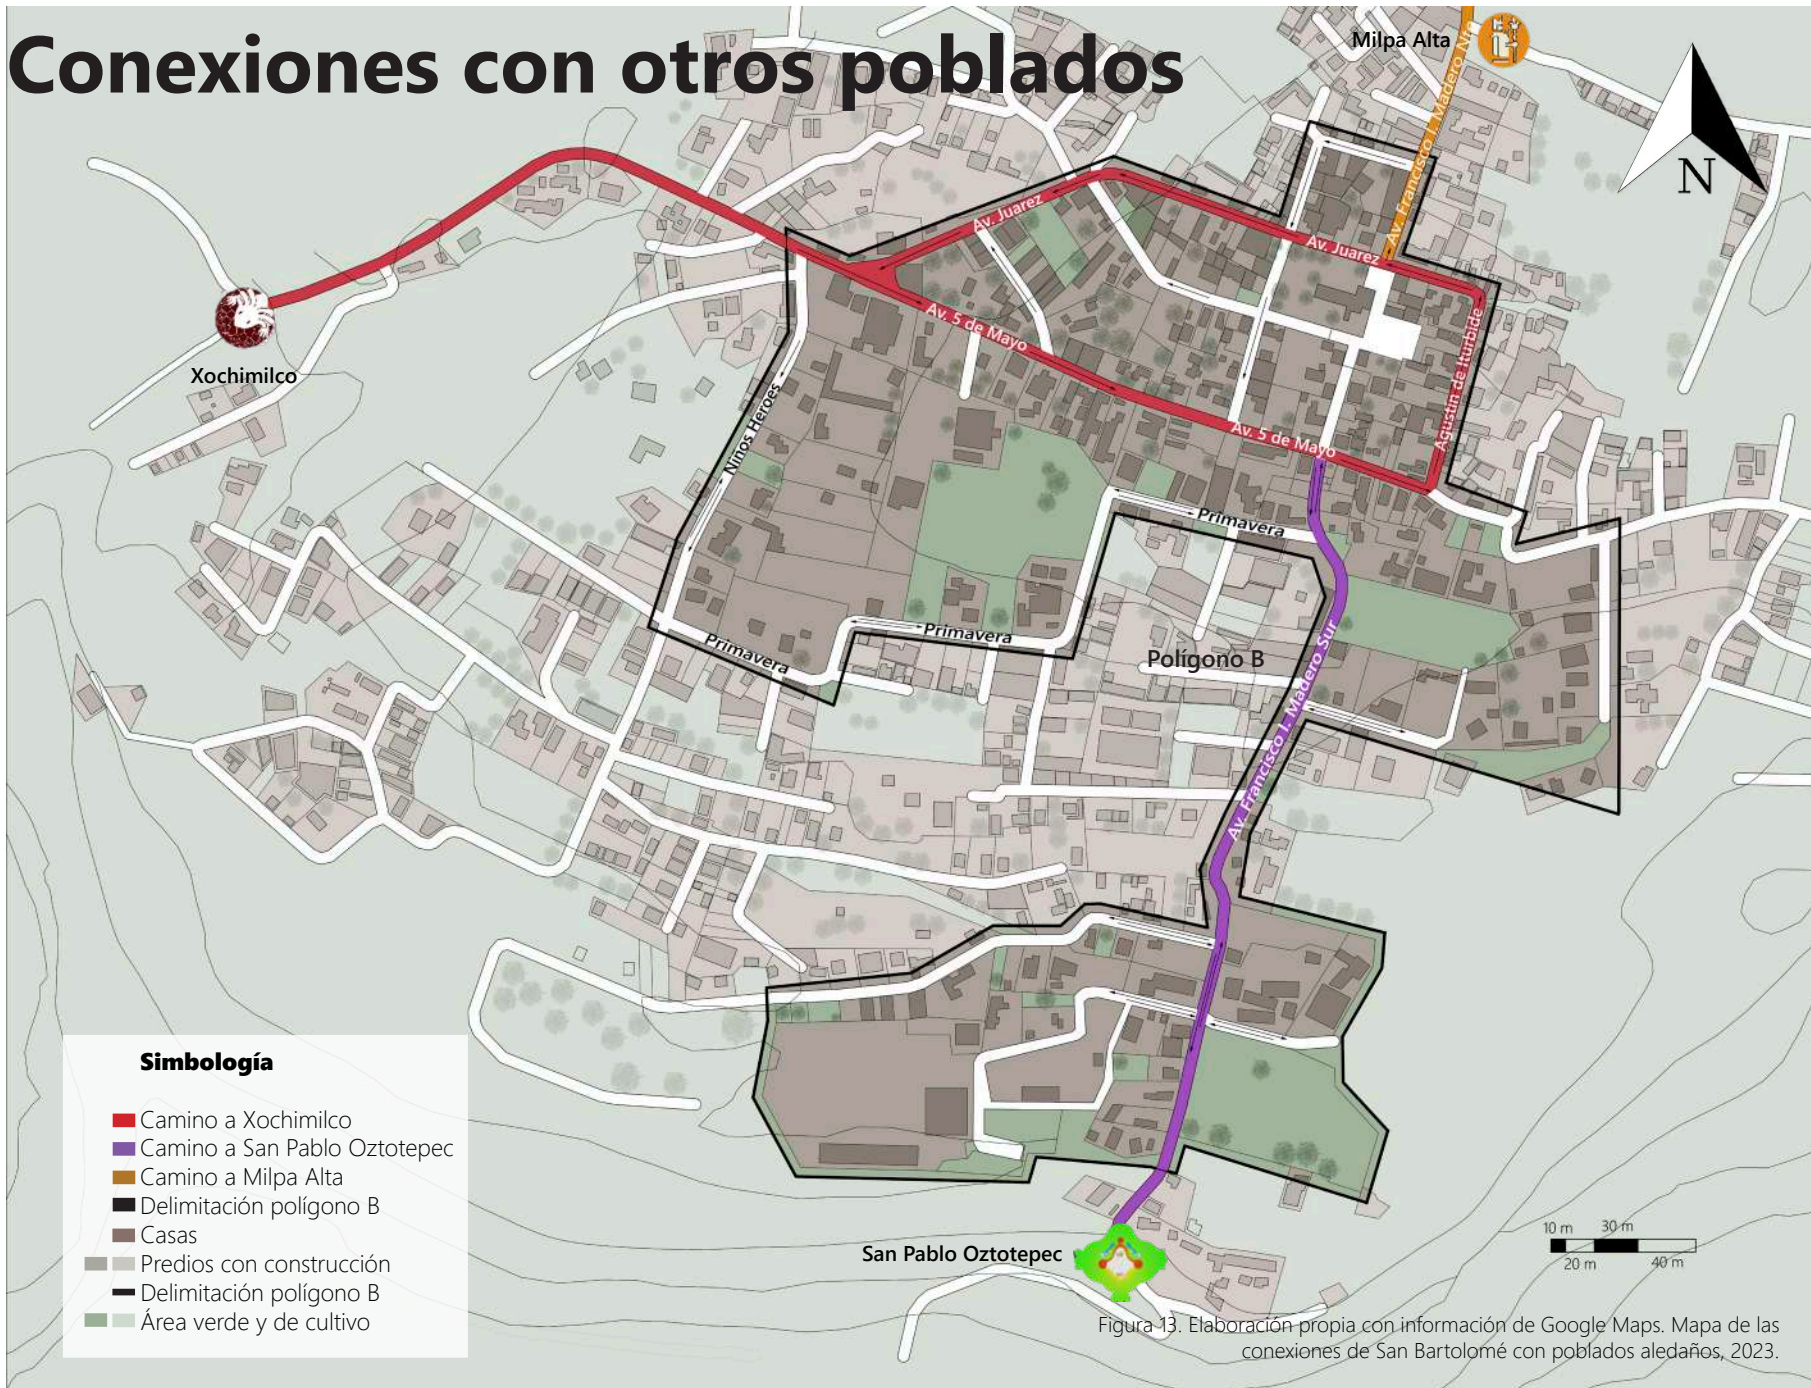 Conexiones con otros poblados
Milpa Alta
Av. Francisco I. Madero Nte
N
Av. Juarez
Av. Juarez
Av. 5 de Mayo
Agustin de Iturbide
Xochimilco
Ninos Heroes
Av. 5 de Mayo
Primavera
Primavera
Primavera
Polígono B
Av. Francisco I. Madero Sur
Simbología
Camino a Xochimilco
Camino a San Pablo Oztotepec
Camino a Milpa Alta
Delimitación polígono B
Casas
Predios con construcción
Delimitación polígono B
Área verde y de cultivo
San Pablo Oztotepec
10 m 30 m
20 m 40 m
Figura 13. Elaboración propia con información de Google Maps. Mapa de las
conexiones de San Bartolomé con poblados aledaños, 2023.